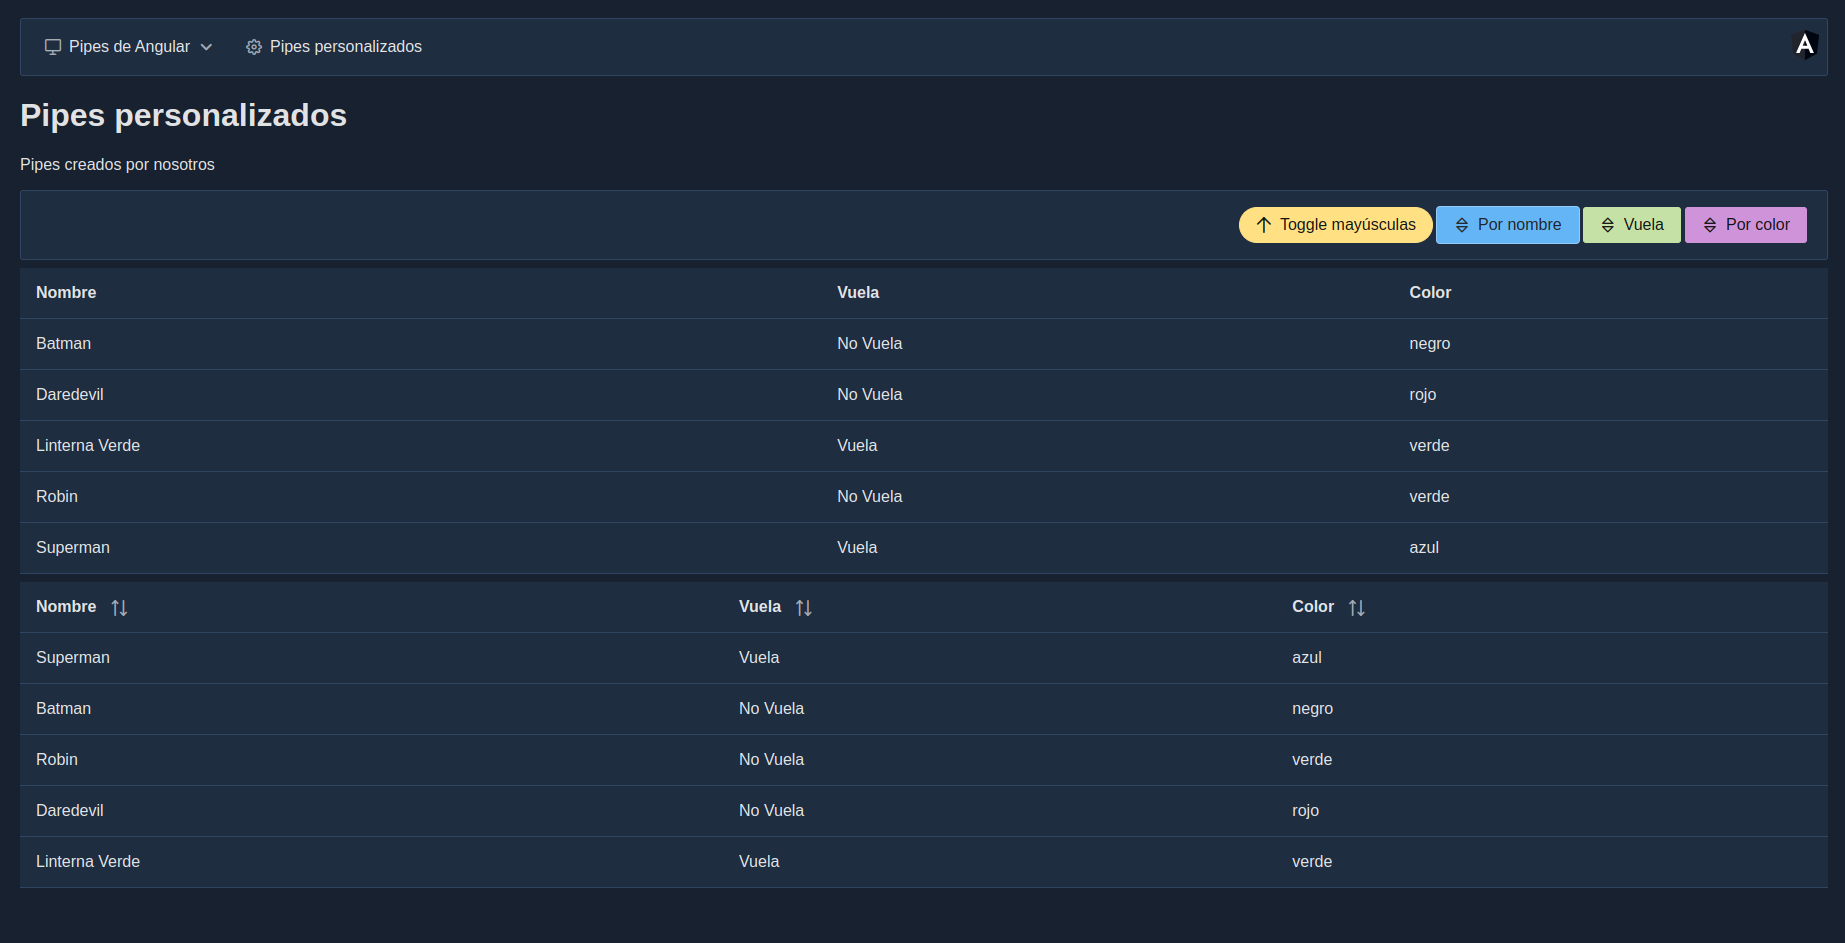 Pipes de Angular Pipes personalizados
Pipes personalizados
Pipes creados por nosotros
Toggle mayúsculas Por nombre Vuela Por color
Nombre Vuela Color
Batman No Vuela negro
Daredevil No Vuela rojo
Linterna Verde Vuela verde
Robin No Vuela verde
Superman Vuela azul
Nombre Vuela Color
Superman Vuela azul
Batman No Vuela negro
Robin No Vuela verde
Daredevil No Vuela rojo
Linterna Verde Vuela verde